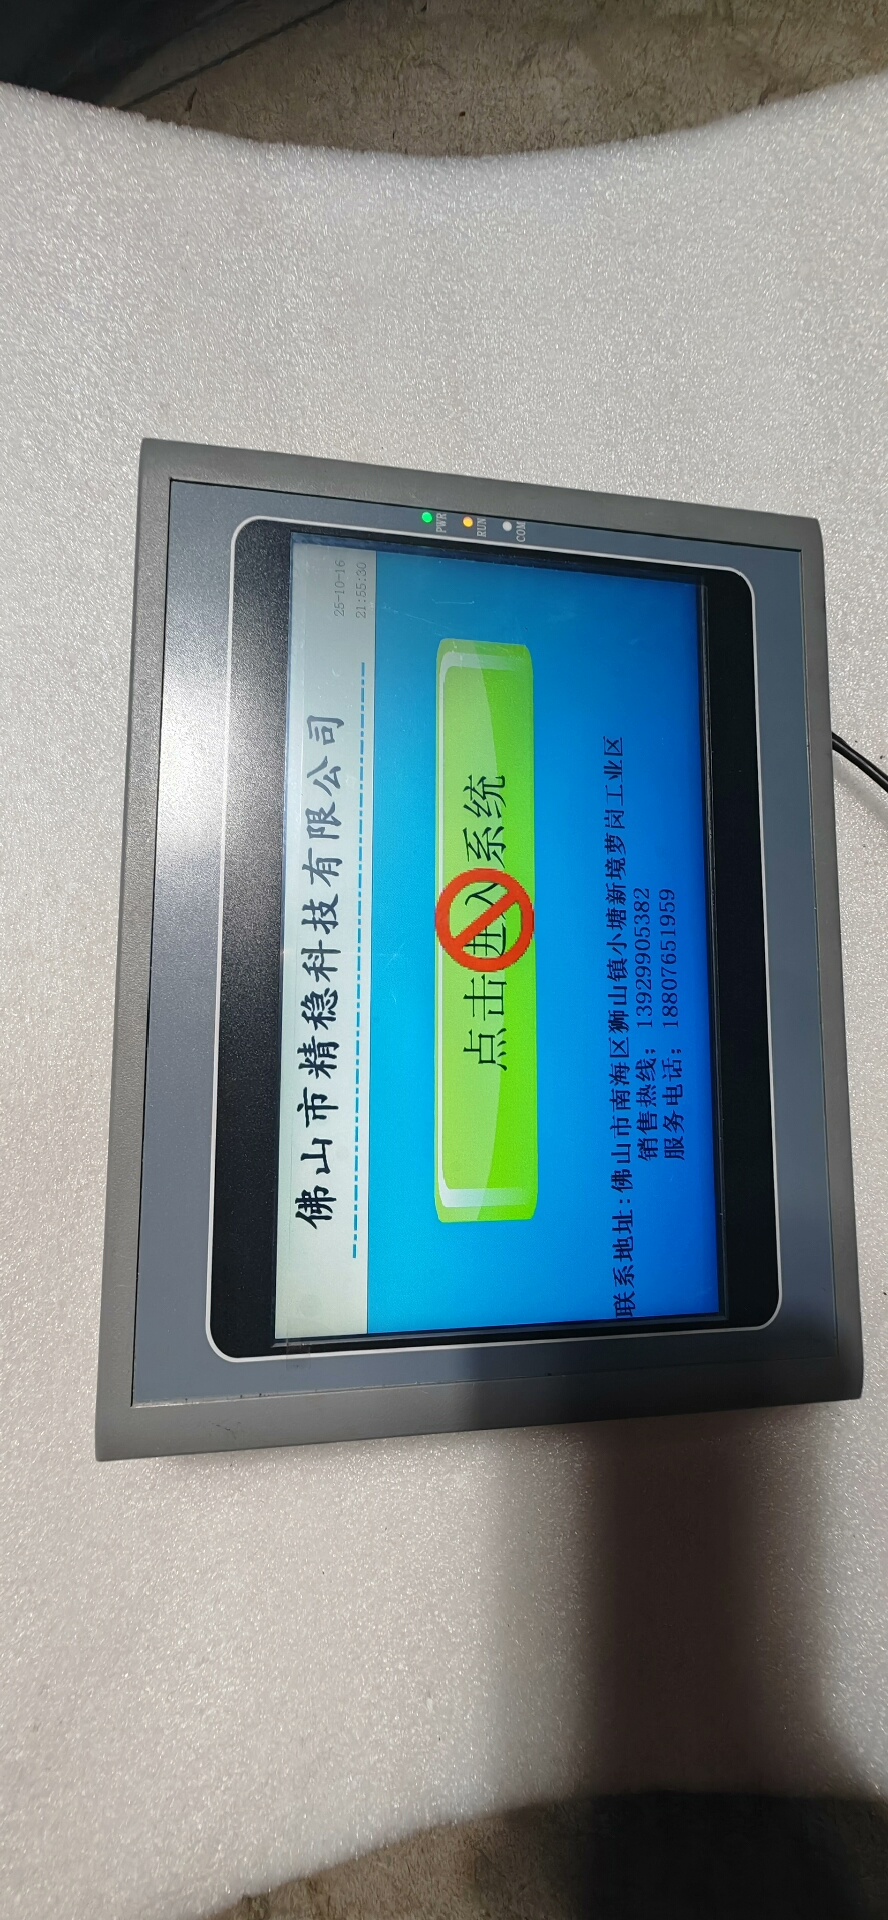 PWR
RUN
COM
佛山市精稳科技有限公司
25-10-16
21:55:30
点击进入系统
联系地址:佛山市南海区狮山镇小塘新境萝岗工业区
销售热线；13929905382
服务电话；18807651959